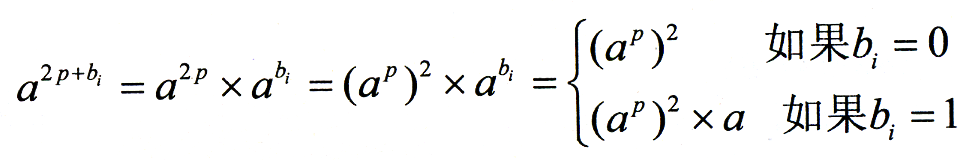 a^{2p+b_i} = a^{2p} × a^{b_i} = (a^p)^2 × a^{b_i} = { (a^p)^2 如果b_i = 0
(a^p)^2 × a 如果b_i = 1